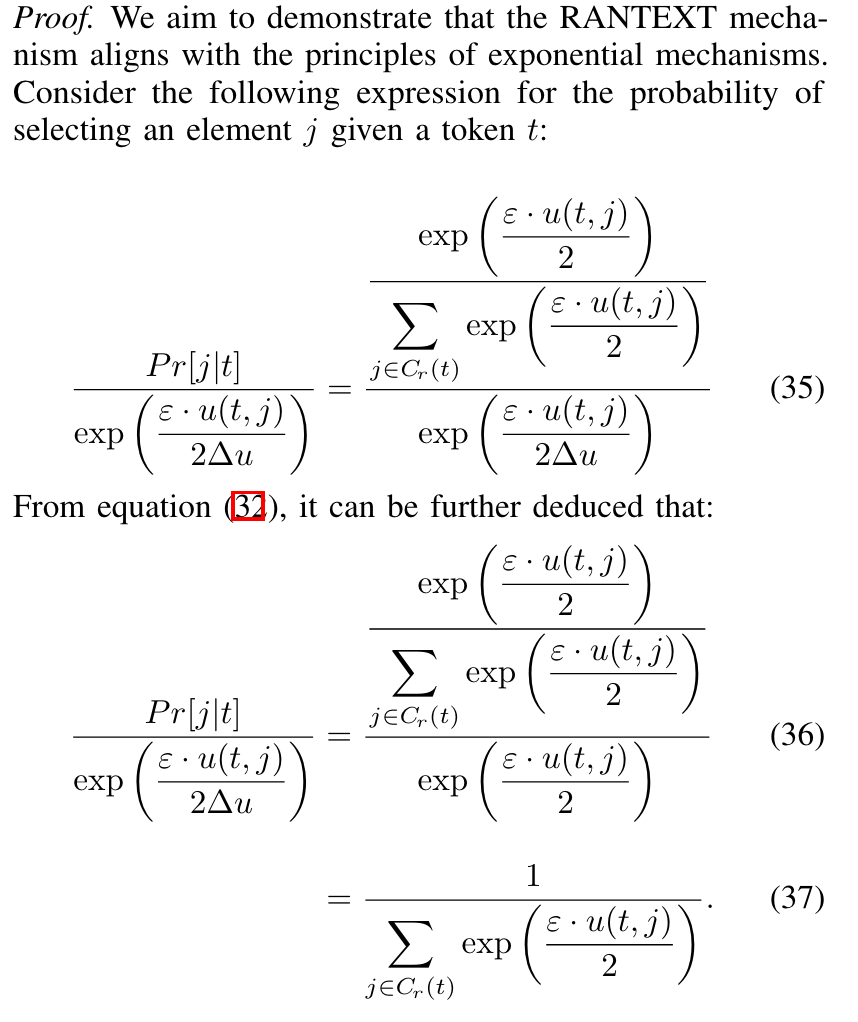 Proof. We aim to demonstrate that the RANTEXT mecha-
nism aligns with the principles of exponential mechanisms.
Consider the following expression for the probability of
selecting an element j given a token t:
\frac{Pr[j|t]}{\exp\left(\frac{\varepsilon \cdot u(t,j)}{2\Delta u}\right)} = \frac{\frac{\exp\left(\frac{\varepsilon \cdot u(t,j)}{2}\right)}{\sum_{j \in C_r(t)} \exp\left(\frac{\varepsilon \cdot u(t,j)}{2}\right)}}{\exp\left(\frac{\varepsilon \cdot u(t,j)}{2\Delta u}\right)} (35)
From equation (32), it can be further deduced that:
\frac{Pr[j|t]}{\exp\left(\frac{\varepsilon \cdot u(t,j)}{2\Delta u}\right)} = \frac{\frac{\exp\left(\frac{\varepsilon \cdot u(t,j)}{2}\right)}{\sum_{j \in C_r(t)} \exp\left(\frac{\varepsilon \cdot u(t,j)}{2}\right)}}{\exp\left(\frac{\varepsilon \cdot u(t,j)}{2}\right)} (36)
= \frac{1}{\sum_{j \in C_r(t)} \exp\left(\frac{\varepsilon \cdot u(t,j)}{2}\right)}. (37)